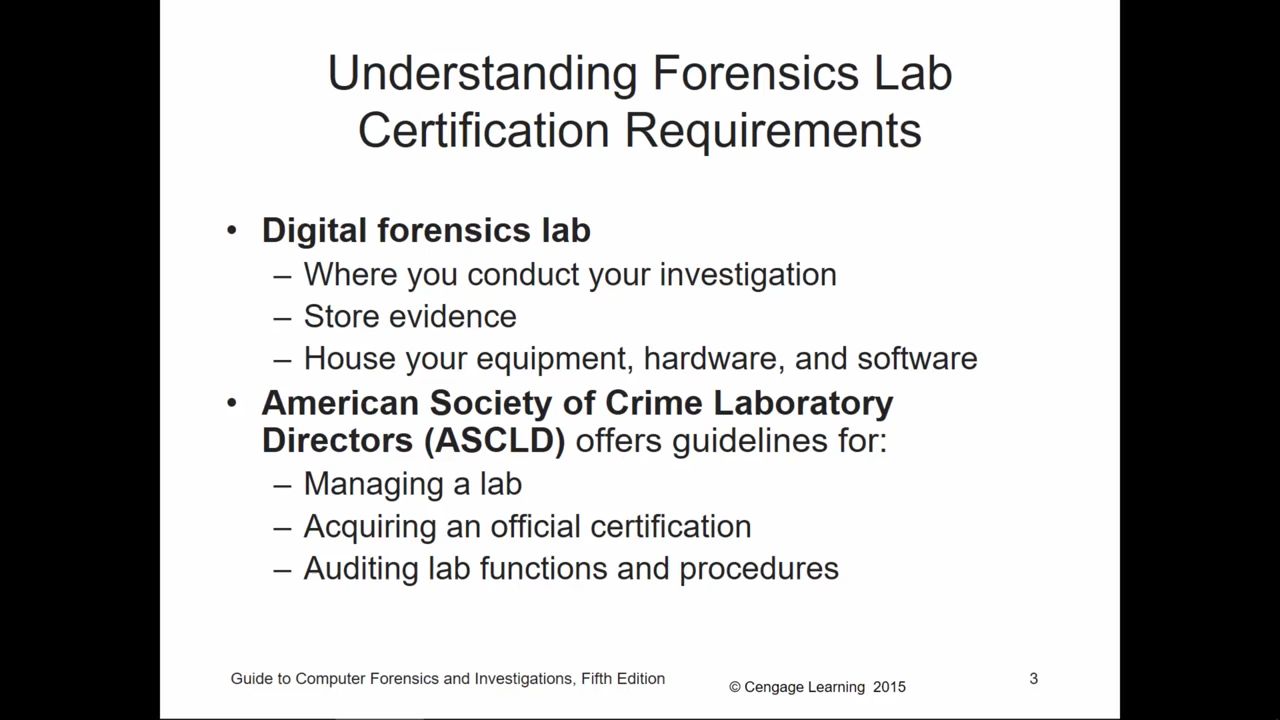 Understanding Forensics Lab
Certification Requirements
• Digital forensics lab
– Where you conduct your investigation
– Store evidence
– House your equipment, hardware, and software
• American Society of Crime Laboratory
Directors (ASCLD) offers guidelines for:
– Managing a lab
– Acquiring an official certification
– Auditing lab functions and procedures
Guide to Computer Forensics and Investigations, Fifth Edition
© Cengage Learning 2015
3